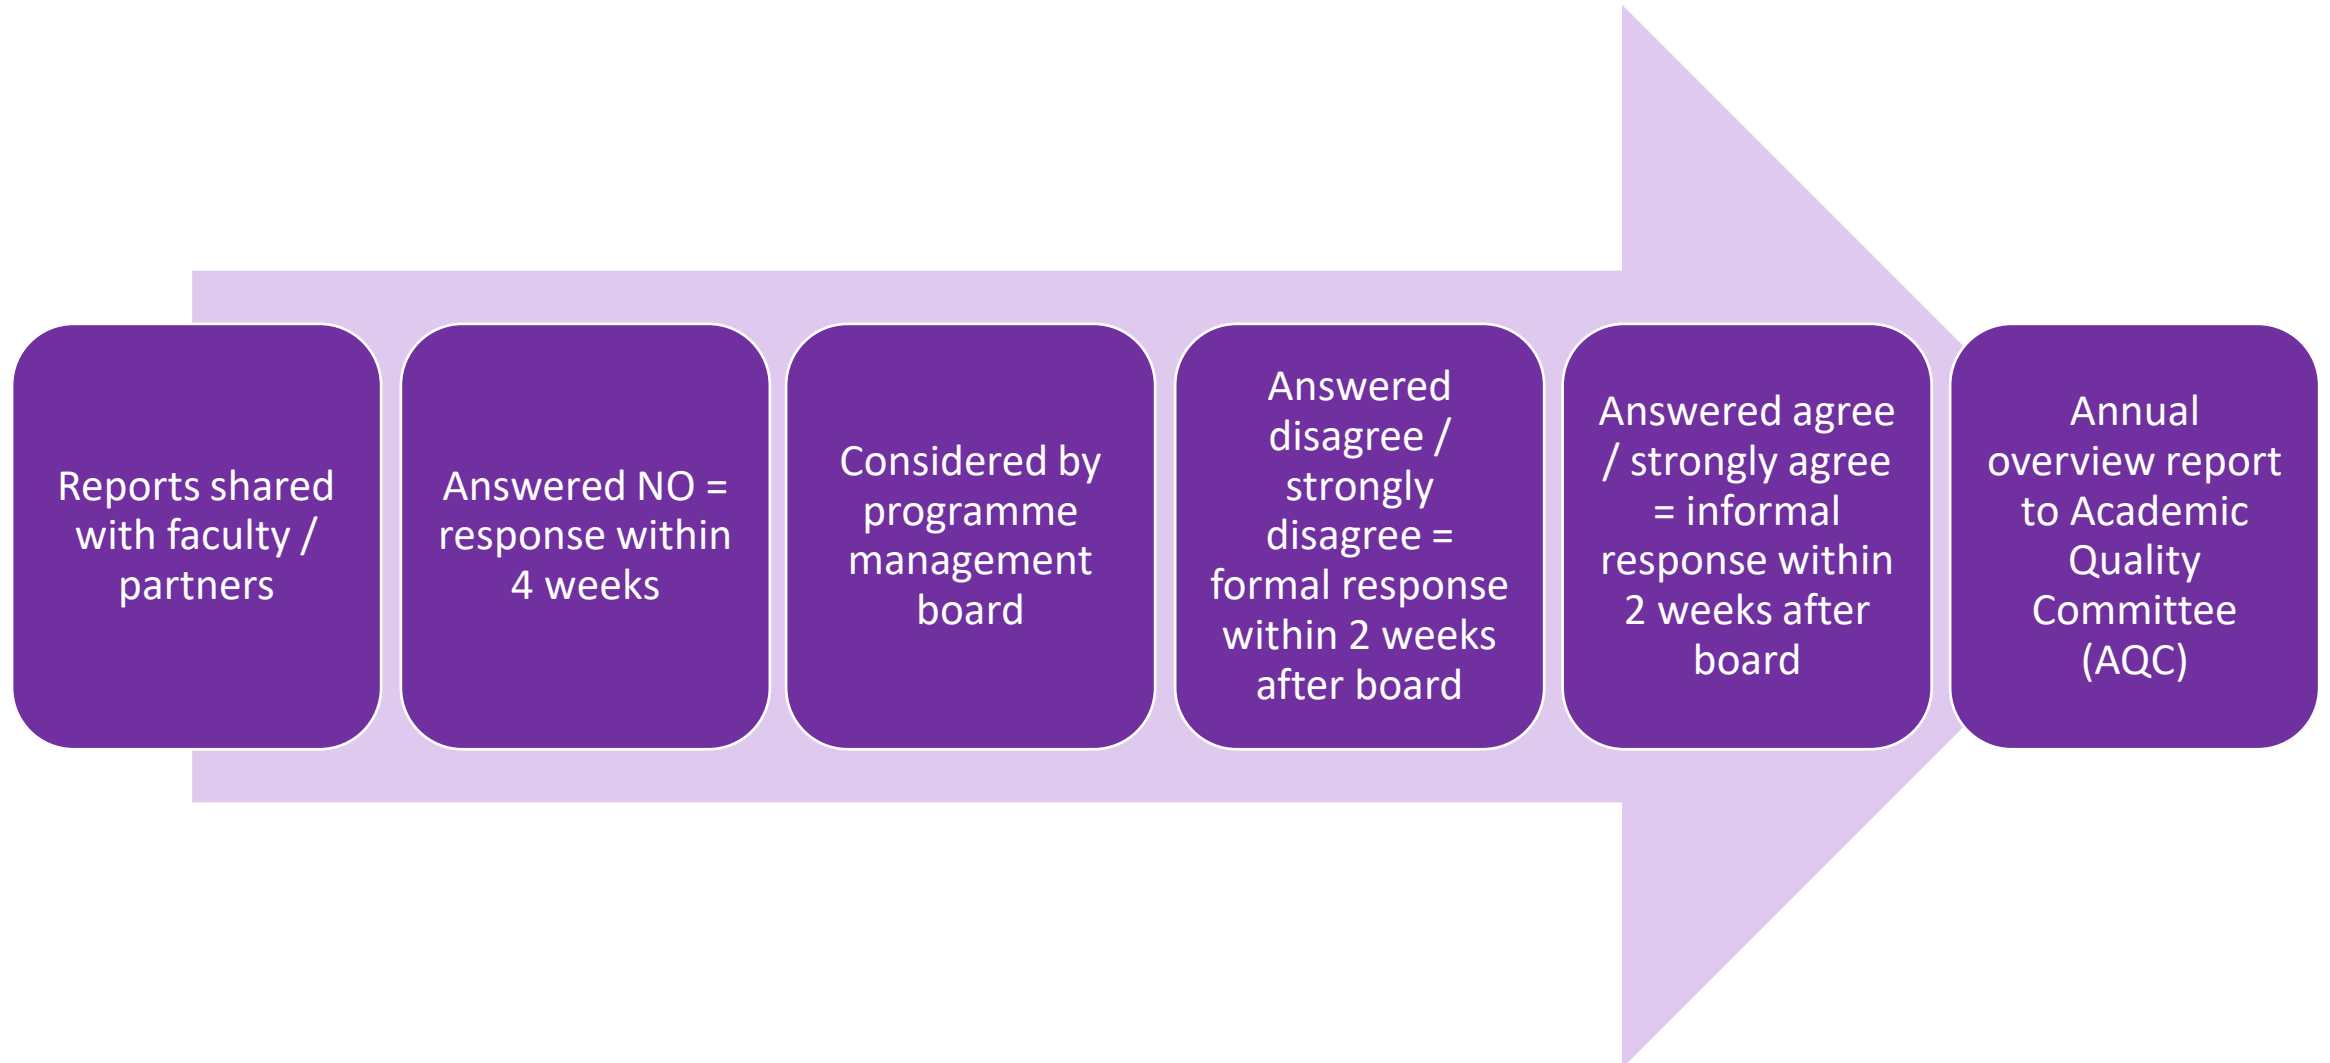 Reports shared
with faculty /
partners
Answered NO =
response within
4 weeks
Considered by
programme
management
board
Answered
disagree /
strongly
disagree =
formal response
within 2 weeks
after board
Answered agree
/ strongly agree
= informal
response within
2 weeks after
board
Annual
overview report
to Academic
Quality
Committee
(AQC)